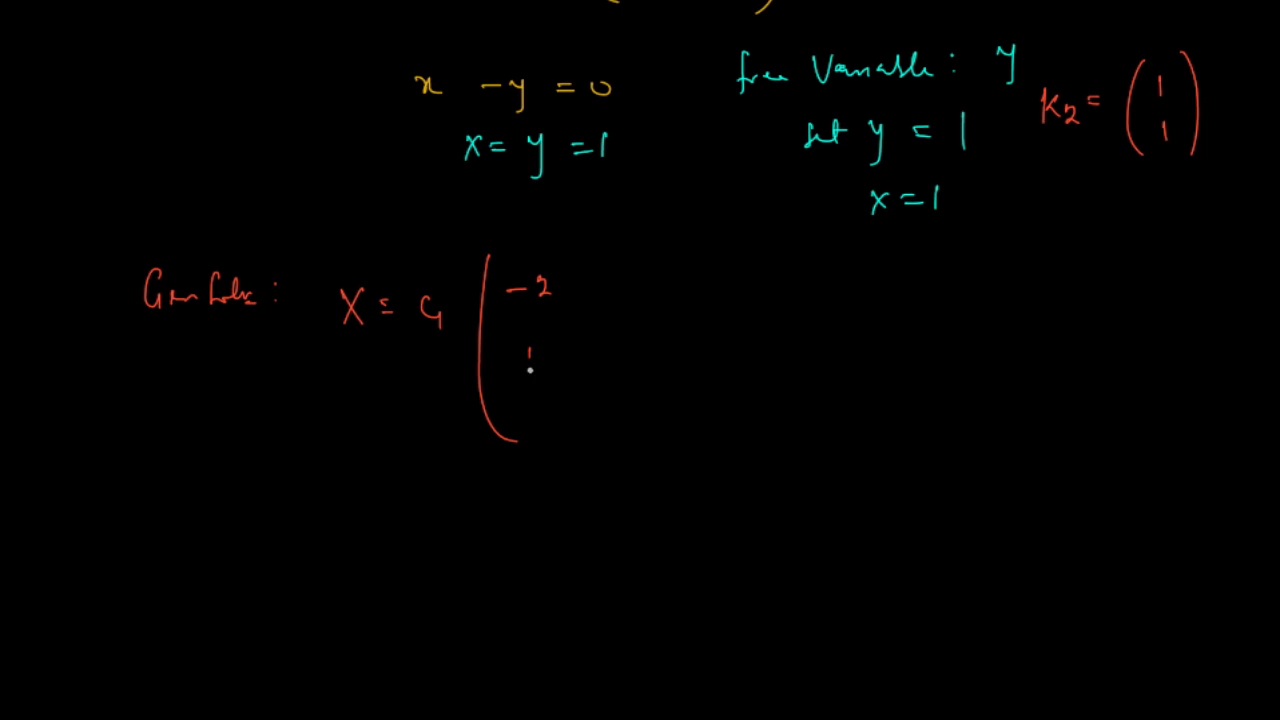 x - y = 0
x = y = 1
free Variable : y
set y = 1
x = 1
K2 = ( 1 1 )
Gen Soln : X = C1 ( -2 1